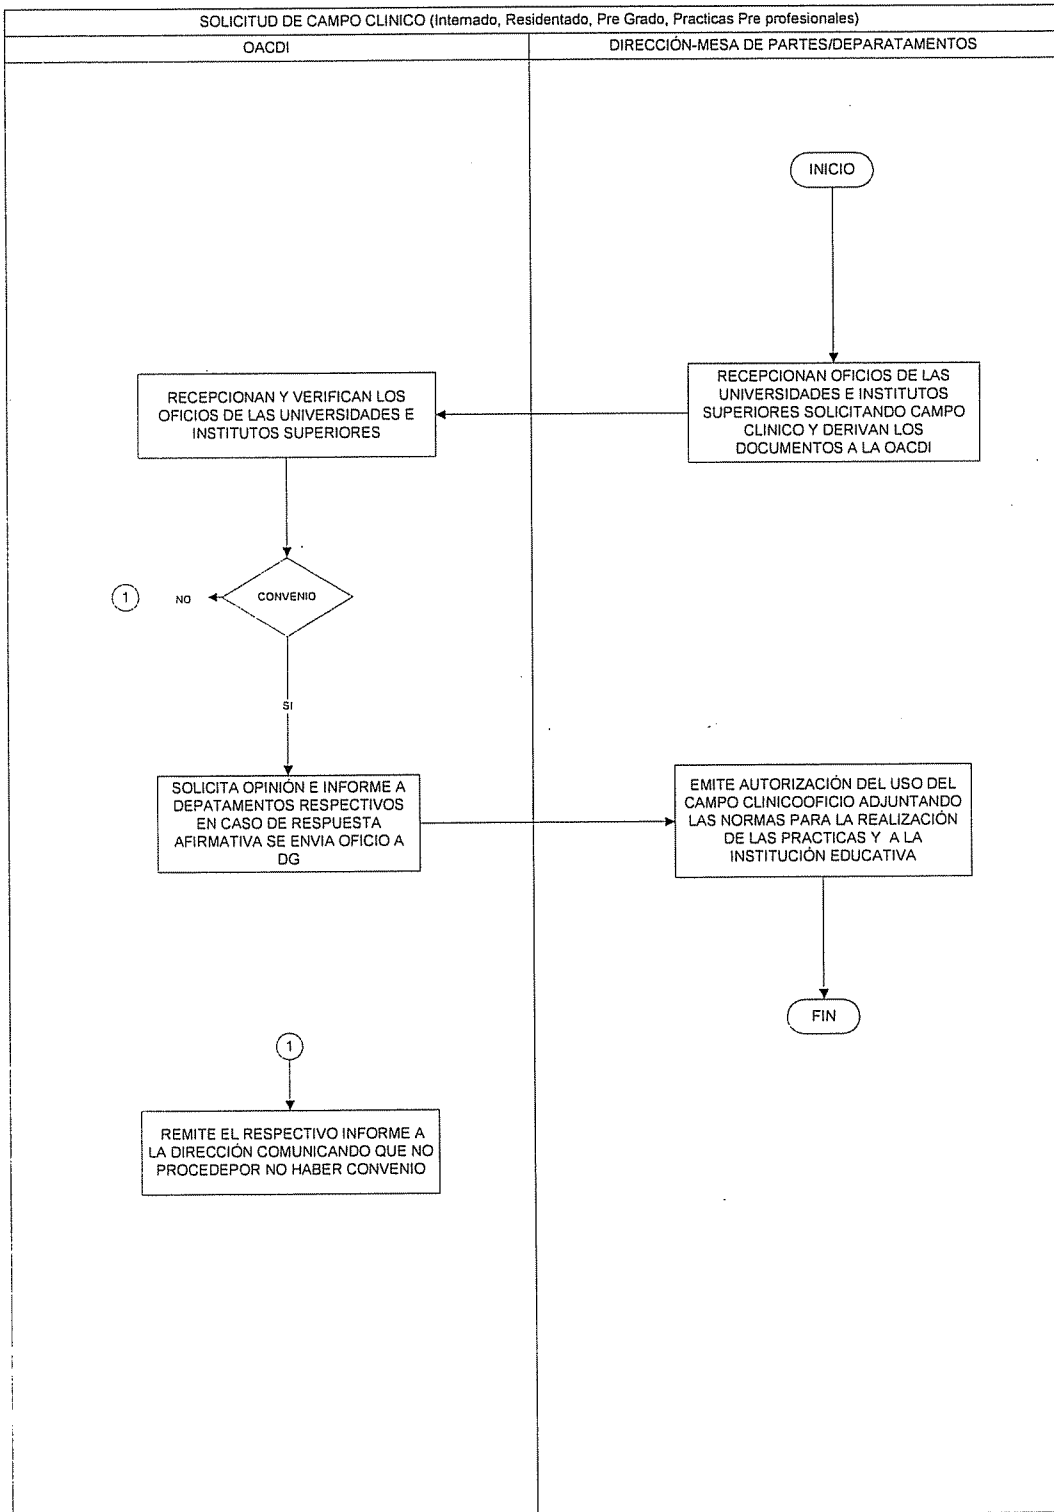 SOLICITUD DE CAMPO CLINICO (Internado, Residentado, Pre Grado, Practicas Pre profesionales)
OACDI
DIRECCIÓN-MESA DE PARTES/DEPARATAMENTOS
INICIO
RECEPCIONAN OFICIOS DE LAS
UNIVERSIDADES E INSTITUTOS
SUPERIORES SOLICITANDO CAMPO
CLINICO Y DERIVAN LOS
DOCUMENTOS A LA OACDI
RECEPCIONAN Y VERIFICAN LOS
OFICIOS DE LAS UNIVERSIDADES E
INSTITUTOS SUPERIORES
1
NO
CONVENIO
SI
SOLICITA OPINIÓN E INFORME A
DEPATAMENTOS RESPECTIVOS
EN CASO DE RESPUESTA
AFIRMATIVA SE ENVIA OFICIO A
DG
EMITE AUTORIZACIÓN DEL USO DEL
CAMPO CLINICOOFICIO ADJUNTANDO
LAS NORMAS PARA LA REALIZACIÓN
DE LAS PRACTICAS Y A LA
INSTITUCIÓN EDUCATIVA
FIN
1
REMITE EL RESPECTIVO INFORME A
LA DIRECCIÓN COMUNICANDO QUE NO
PROCEDEPOR NO HABER CONVENIO